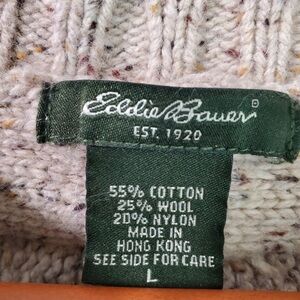 Eddie Bauer
EST. 1920
55% COTTON
25% WOOL
20% NYLON
MADE IN
HONG KONG
SEE SIDE FOR CARE
L